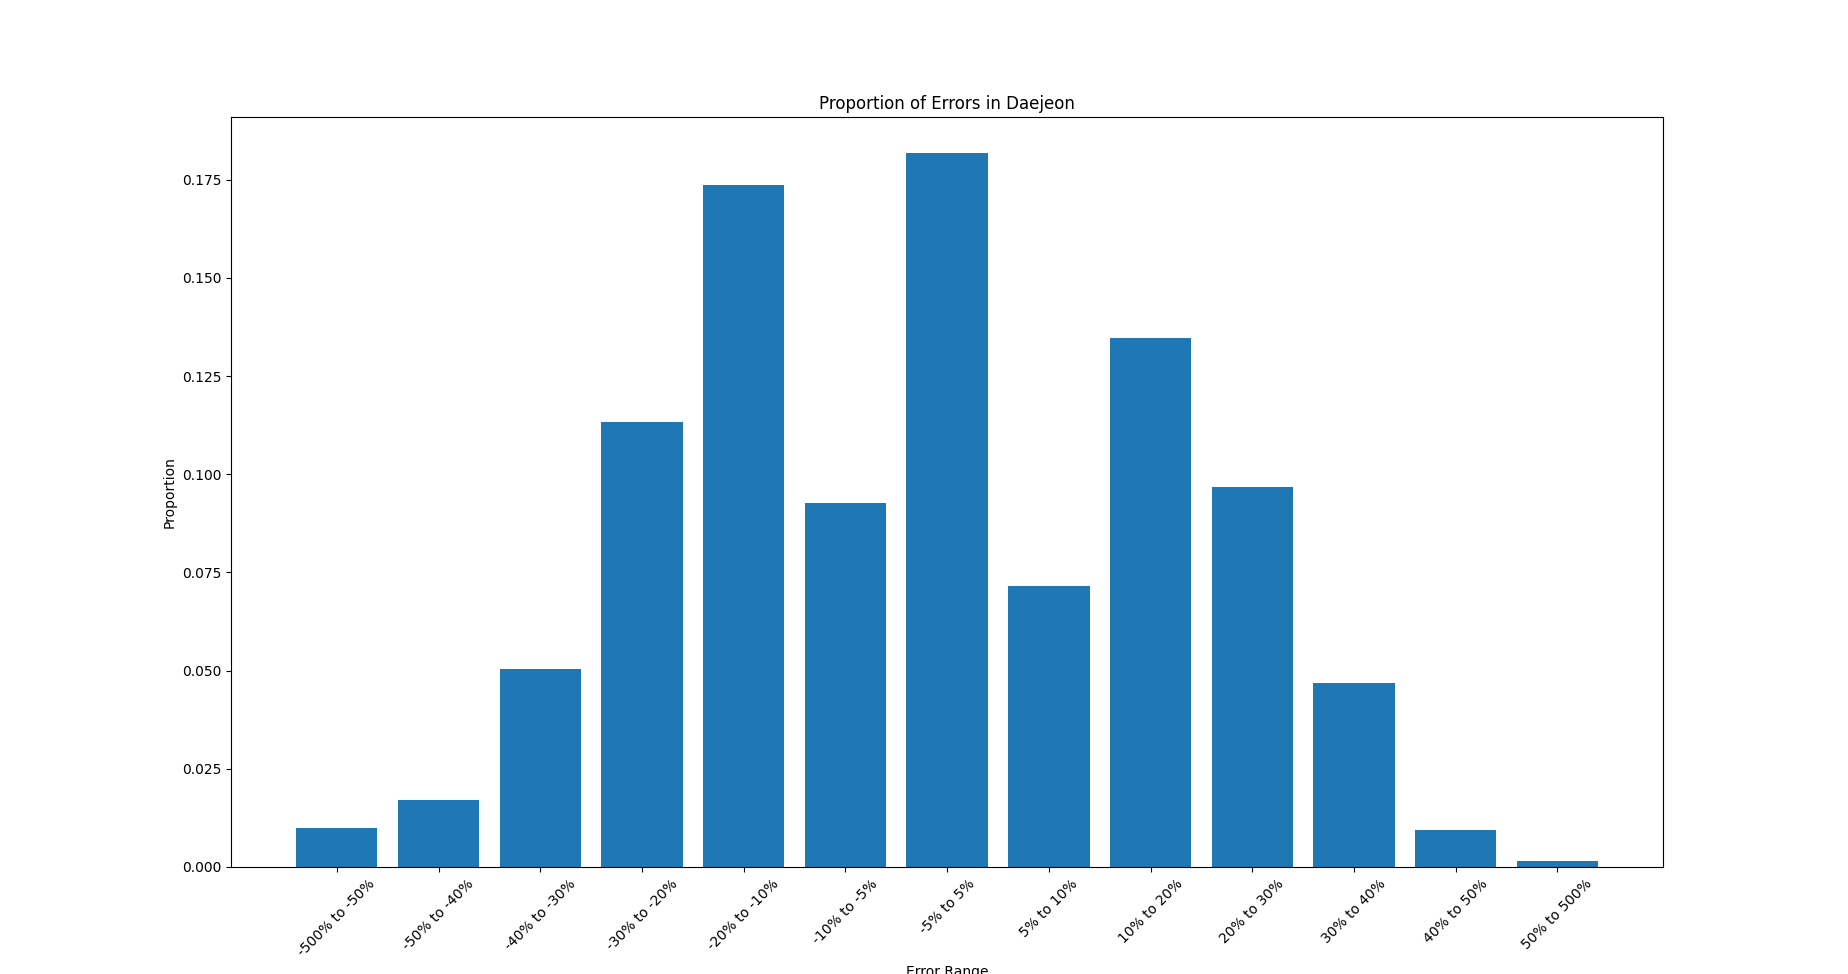 Proportion of Errors in Daejeon
Proportion
0.175
0.150
0.125
0.100
0.075
0.050
0.025
0.000
-500% to -50%
-50% to -40%
-40% to -30%
-30% to -20%
-20% to -10%
-10% to -5%
-5% to 5%
5% to 10%
10% to 20%
20% to 30%
30% to 40%
40% to 50%
50% to 500%
Error Range